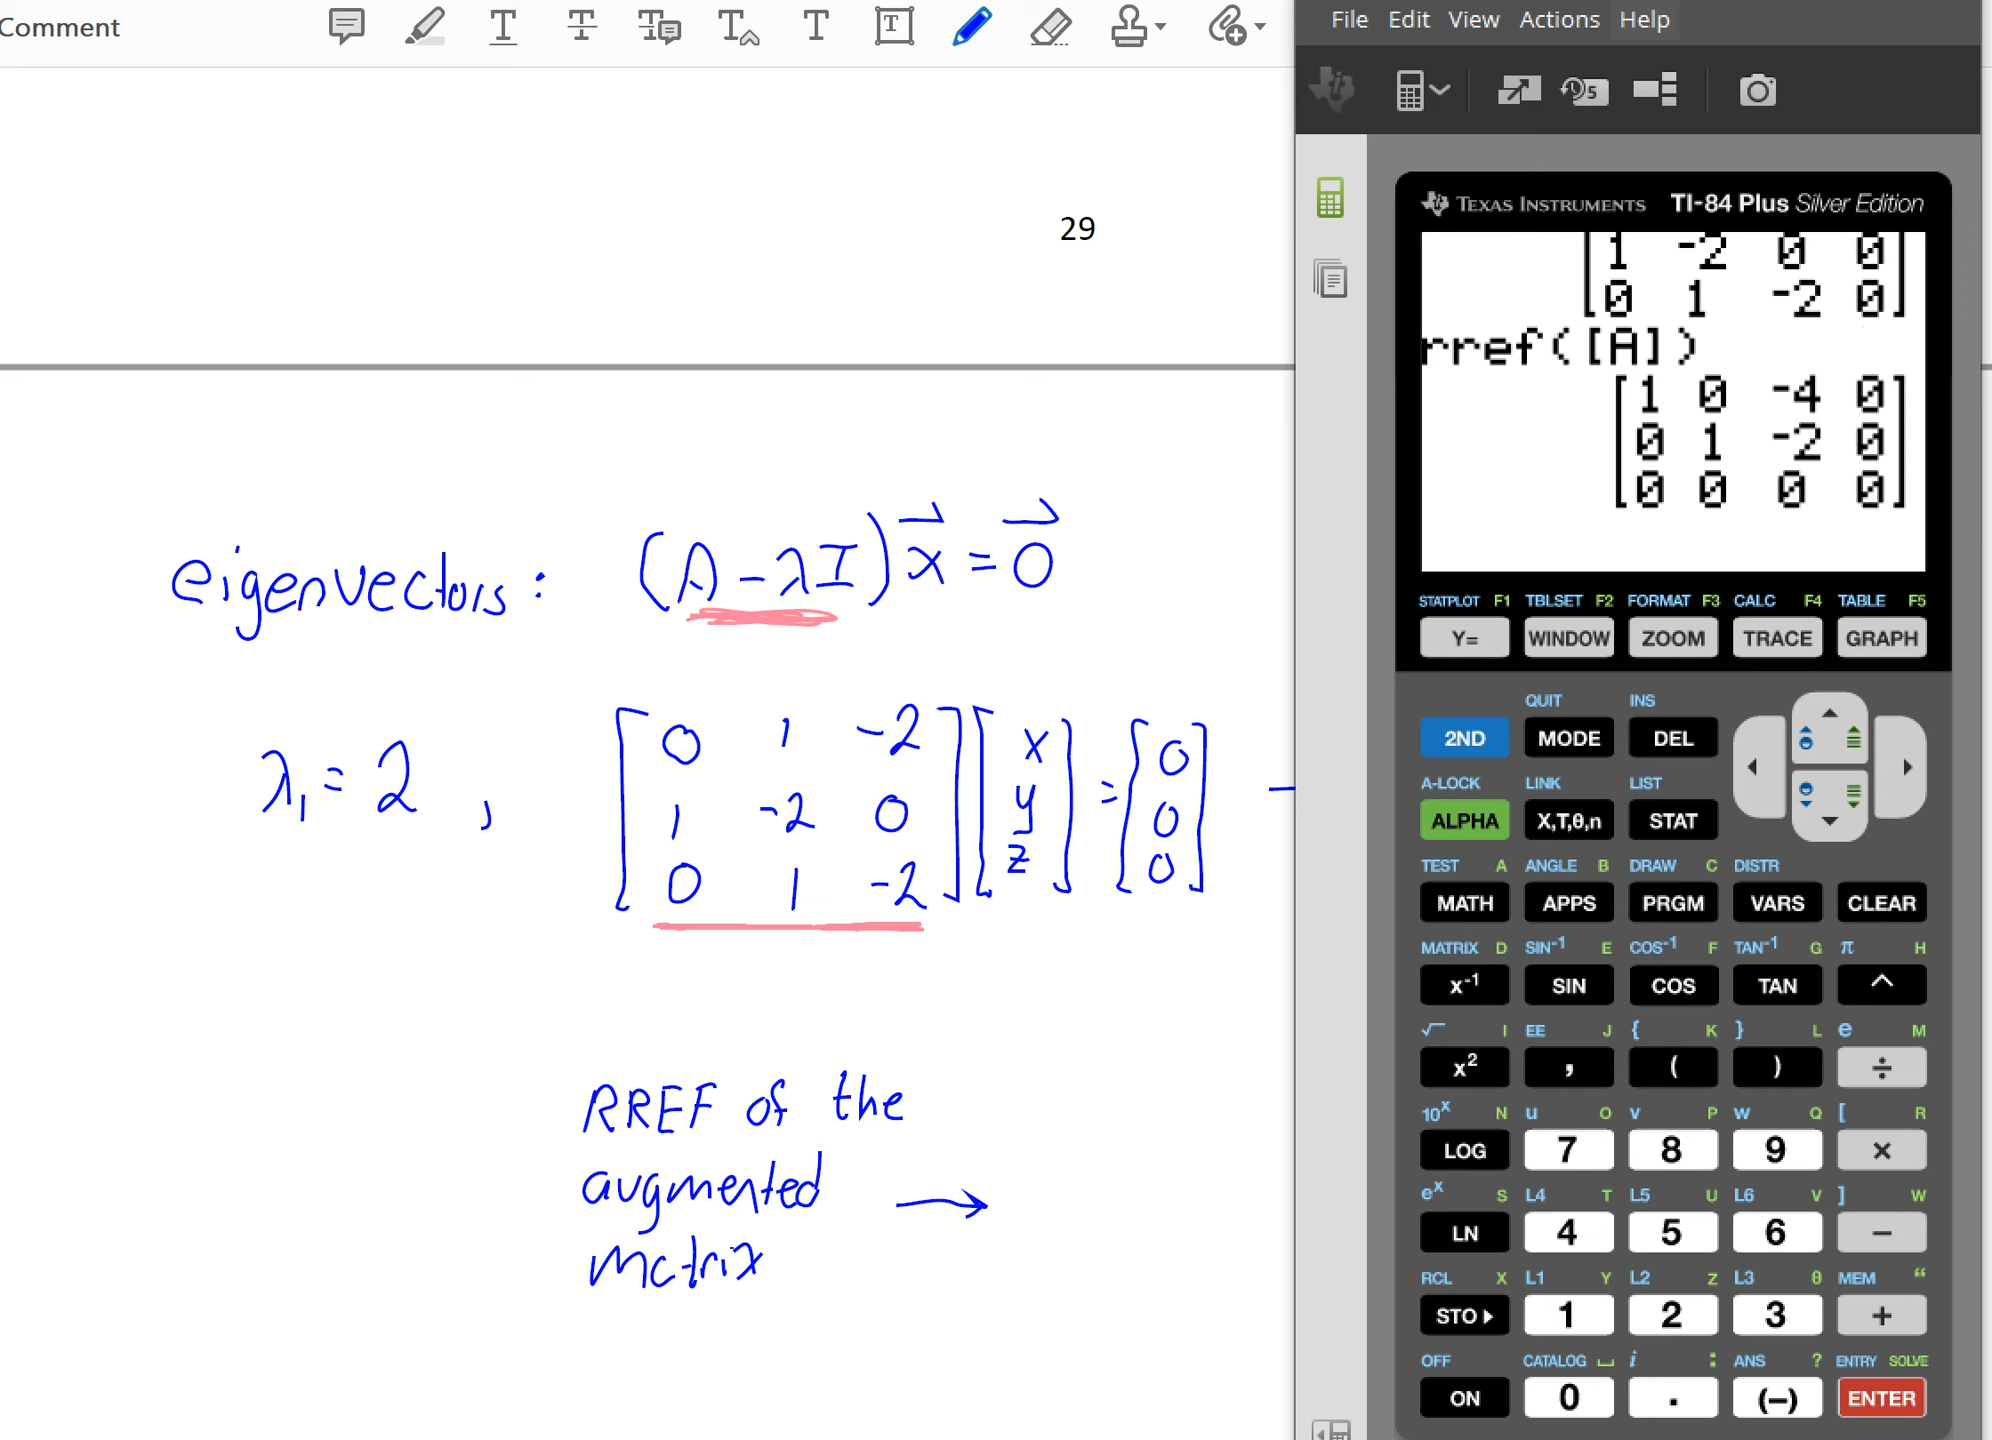 Comment
File Edit View Actions Help
29
TEXAS INSTRUMENTS TI-84 Plus Silver Edition
1 -2 0 0
0 1 -2 0
rref([A])
1 0 -4 0
0 1 -2 0
0 0 0 0
eigenvectors: (A - λI) x = 0
λ1 = 2 ,
[ 0 1 -2 ] [ x ] = [ 0 ]
[ 1 -2 0 ] [ y ] [ 0 ]
[ 0 1 -2 ] [ z ] [ 0 ]
RREF of the
augmented →
matrix
STATPLOT F1 TBLSET F2 FORMAT F3 CALC F4 TABLE F5
Y= WINDOW ZOOM TRACE GRAPH
QUIT INS
2ND MODE DEL
A-LOCK LINK LIST
ALPHA X,T,θ,n STAT
TEST A ANGLE B DRAW C DISTR
MATH APPS PRGM VARS CLEAR
MATRIX D SIN-1 E COS-1 F TAN-1 G π H
x-1 SIN COS TAN ^
√ I EE J { K } L e M
x2 , ( ) ÷
10x N u O v P w Q [ R
LOG 7 8 9 ×
ex S L4 T L5 U L6 V ] W
LN 4 5 6 −
RCL X L1 Y L2 Z L3 θ MEM “
STO▶ 1 2 3 +
OFF CATALOG ⎵ i : ANS ? ENTRY SOLVE
ON 0 . (−) ENTER